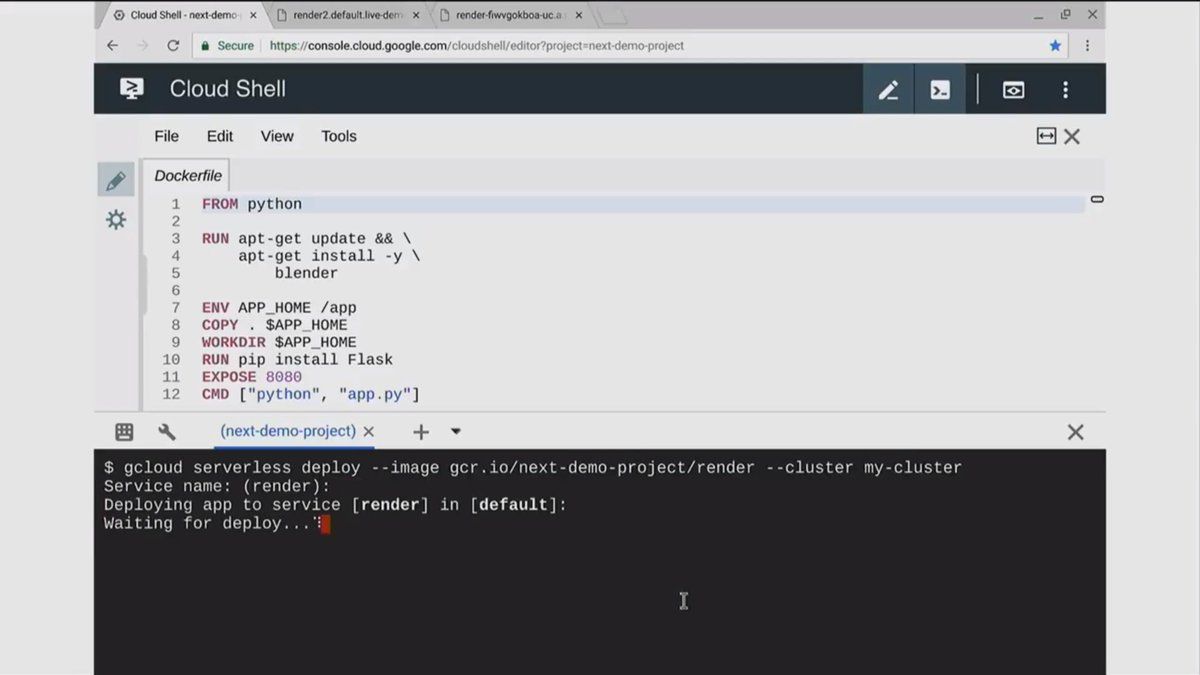 Cloud Shell - next-demo-
render2.default.live-dem
render-fiwvgokboa-uc.a.
Secure
https://console.cloud.google.com/cloudshell/editor?project=next-demo-project
Cloud Shell
File Edit View Tools
Dockerfile
1 FROM python
2
3 RUN apt-get update && \
4 apt-get install -y \
5 blender
6
7 ENV APP_HOME /app
8 COPY . $APP_HOME
9 WORKDIR $APP_HOME
10 RUN pip install Flask
11 EXPOSE 8080
12 CMD ["python", "app.py"]
(next-demo-project)
$ gcloud serverless deploy --image gcr.io/next-demo-project/render --cluster my-cluster
Service name: (render):
Deploying app to service [render] in [default]:
Waiting for deploy...